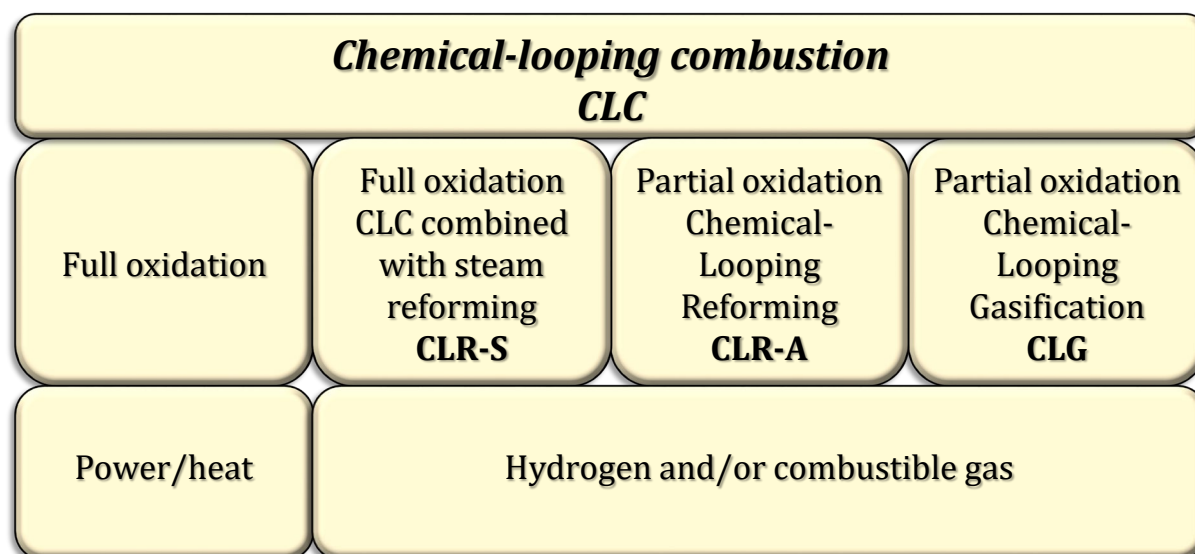 Chemical-looping combustion
CLC
Full oxidation
Full oxidation
CLC combined
with steam
reforming
CLR-S
Partial oxidation
Chemical-
Looping
Reforming
CLR-A
Partial oxidation
Chemical-
Looping
Gasification
CLG
Power/heat
Hydrogen and/or combustible gas